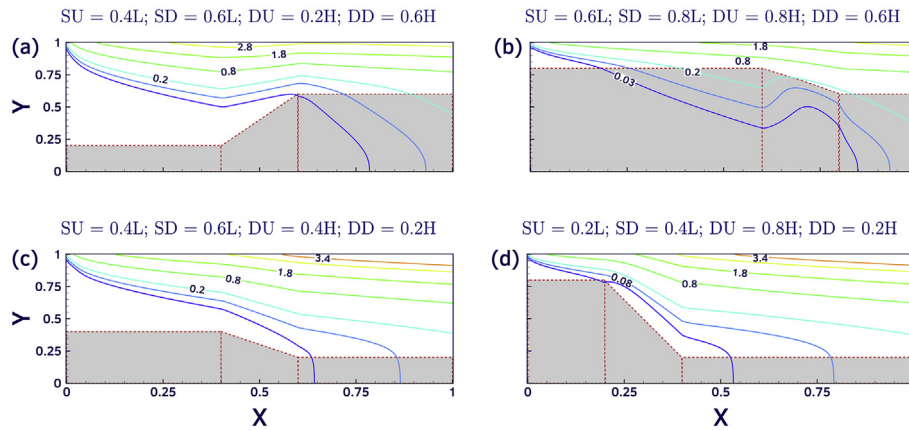 SU = 0.4L; SD = 0.6L; DU = 0.2H; DD = 0.6H
SU = 0.6L; SD = 0.8L; DU = 0.8H; DD = 0.6H
(a)
1
0.75
0.5
0.25
0
Y
2.8
1.8
0.8
0.2
(b)
1.8
0.8
0.2
0.03
SU = 0.4L; SD = 0.6L; DU = 0.4H; DD = 0.2H
SU = 0.2L; SD = 0.4L; DU = 0.8H; DD = 0.2H
(c)
1
0.75
0.5
0.25
0
Y
3.4
1.8
0.8
0.2
0
0.25
0.5
0.75
1
X
(d)
3.4
1.8
0.8
0.08
0
0.25
0.5
0.75
X